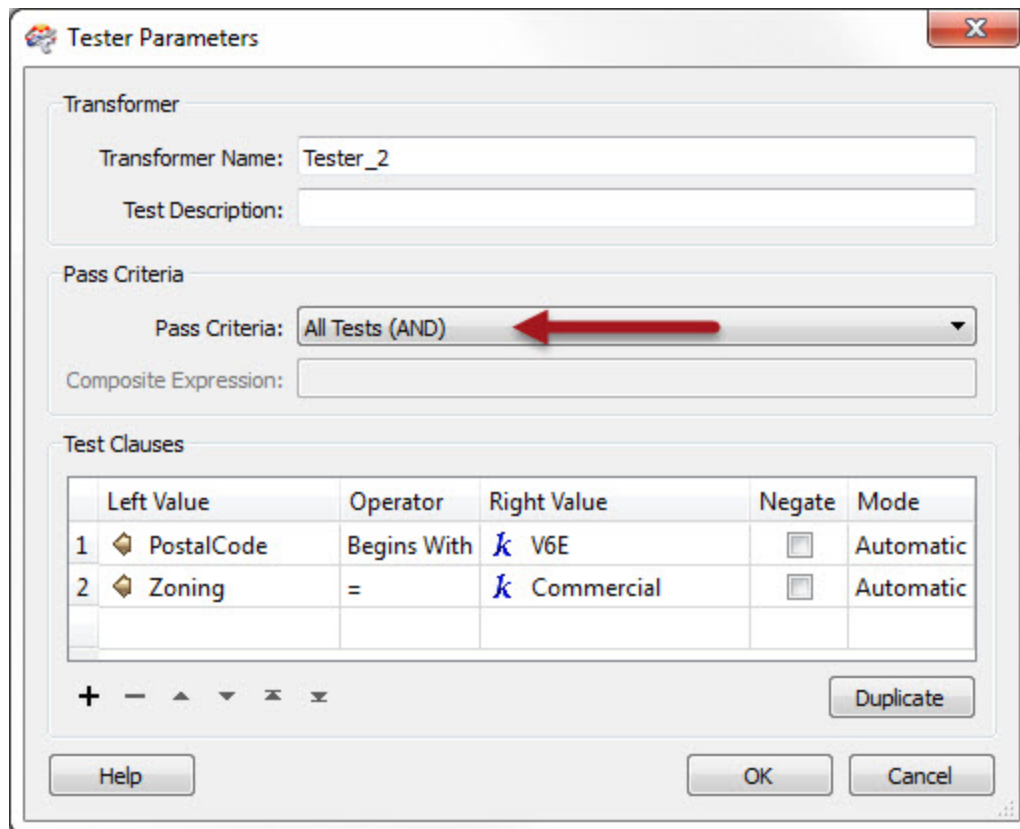 Tester Parameters
Transformer
Transformer Name: Tester_2
Test Description:
Pass Criteria
Pass Criteria: All Tests (AND)
Composite Expression:
Test Clauses
Left Value Operator Right Value Negate Mode
1 PostalCode Begins With k V6E Automatic
2 Zoning = k Commercial Automatic
Duplicate
Help OK Cancel